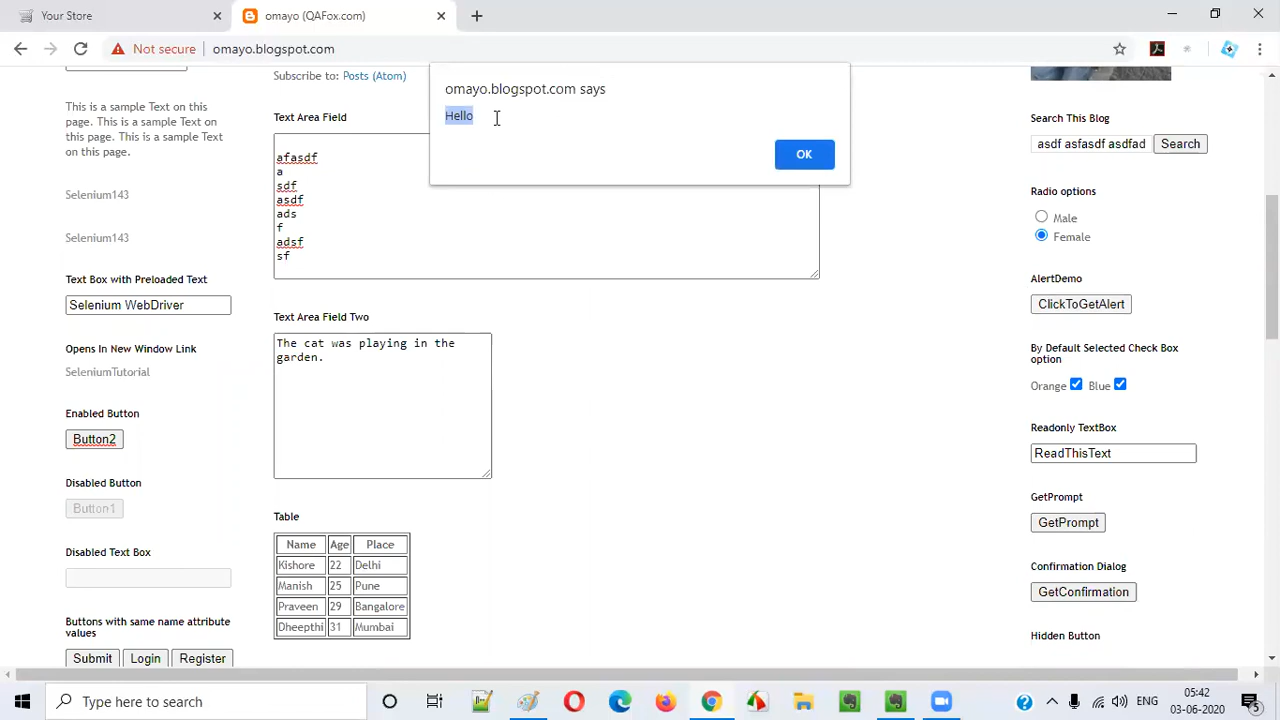 Your Store
omayo (QAFox.com)
Not secure
omayo.blogspot.com
omayo.blogspot.com says
Hello
OK
This is a sample Text on this
page. This is a sample Text on
this page. This is a sample Text
on this page.
Selenium143
Selenium143
Text Box with Preloaded Text
Selenium WebDriver
Opens In New Window Link
SeleniumTutorial
Enabled Button
Button2
Disabled Button
Button1
Disabled Text Box
Buttons with same name attribute
values
Submit Login Register
Subscribe to: Posts (Atom)
Text Area Field
afasdf
a
sdf
asdf
ads
f
adsf
sf
Text Area Field Two
The cat was playing in the
garden.
Table
Name Age Place
Kishore 22 Delhi
Manish 25 Pune
Praveen 29 Bangalore
Dheepthi 31 Mumbai
Search This Blog
asdf asfasdf asdfad Search
Radio options
Male
Female
AlertDemo
ClickToGetAlert
By Default Selected Check Box
option
Orange Blue
Readonly TextBox
ReadThisText
GetPrompt
GetPrompt
Confirmation Dialog
GetConfirmation
Hidden Button
Type here to search
ENG
05:42
03-06-2020
5